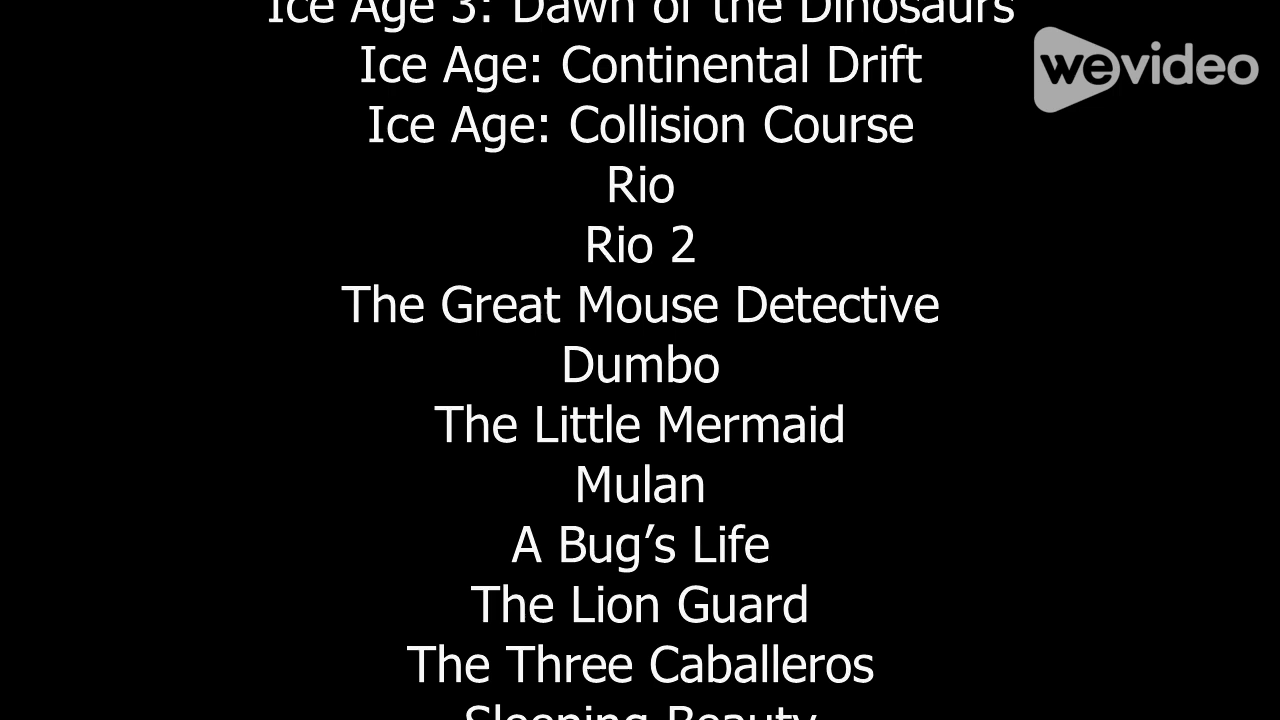 Ice Age 3: Dawn of the Dinosaurs
Ice Age: Continental Drift
wevideo
Ice Age: Collision Course
Rio
Rio 2
The Great Mouse Detective
Dumbo
The Little Mermaid
Mulan
A Bug’s Life
The Lion Guard
The Three Caballeros
Sleeping Beauty